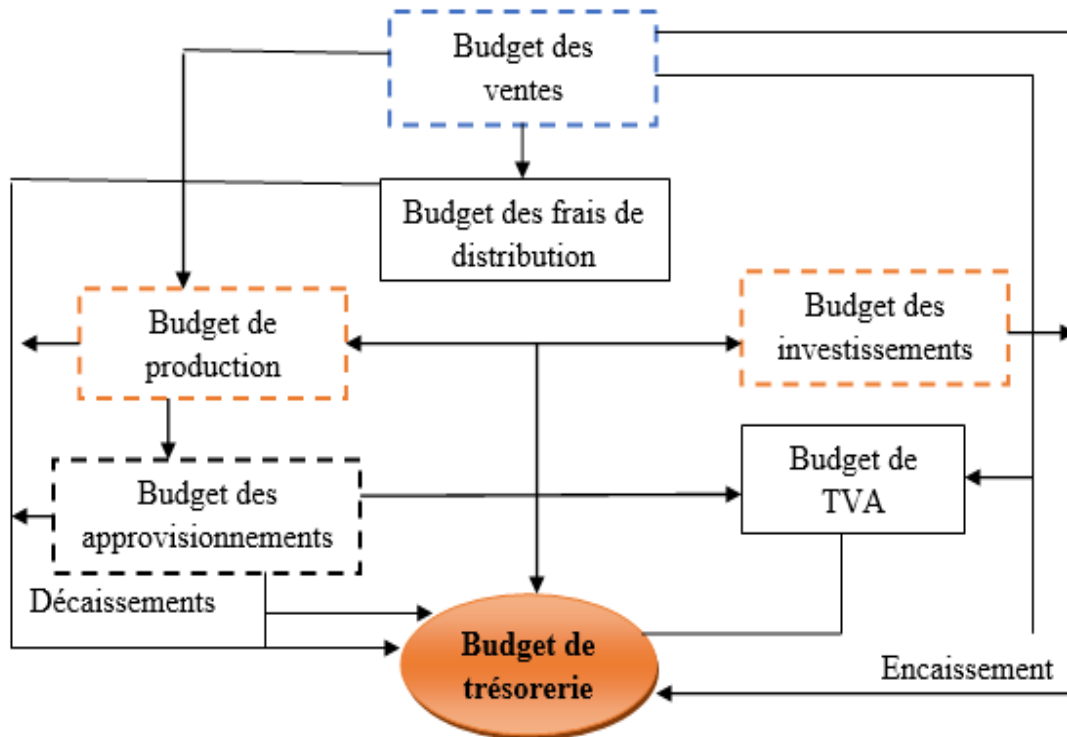 Budget des
ventes
Budget des frais de
distribution
Budget de
production
Budget des
investissements
Budget des
approvisionnements
Budget de
TVA
Décaissements
Budget de
trésorerie
Encaissement